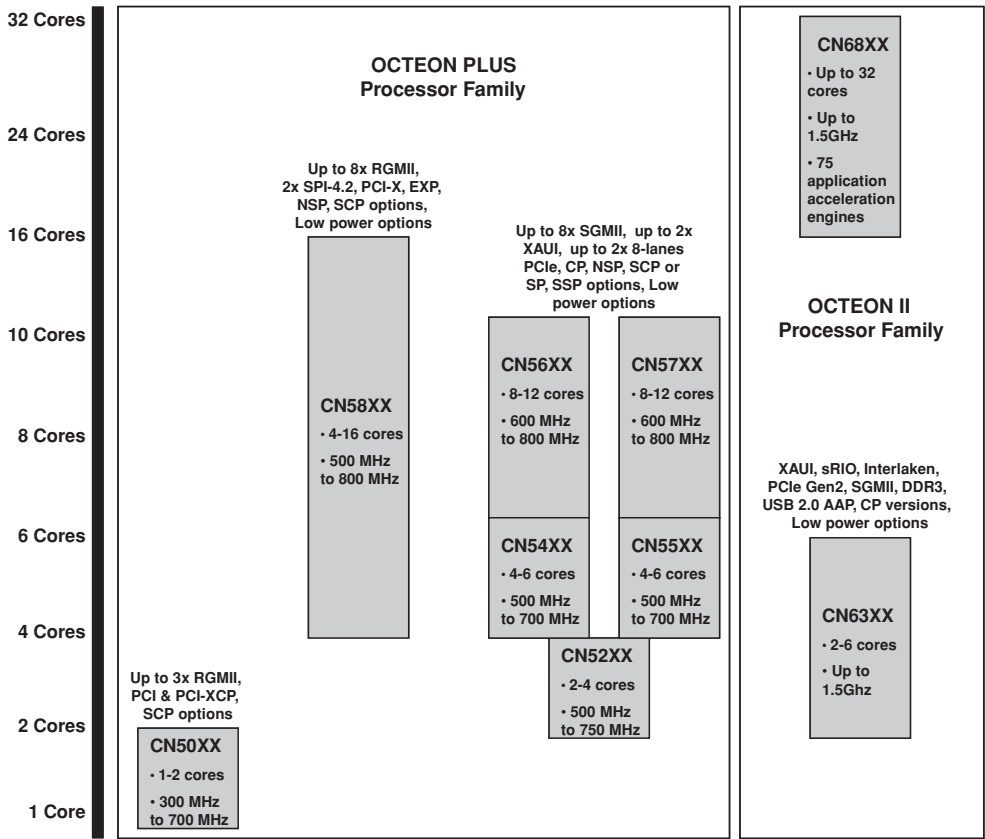 32 Cores
24 Cores
16 Cores
10 Cores
8 Cores
6 Cores
4 Cores
2 Cores
1 Core
OCTEON PLUS
Processor Family
Up to 8x RGMII,
2x SPI-4.2, PCI-X, EXP,
NSP, SCP options,
Low power options
CN58XX
• 4-16 cores
• 500 MHz
to 800 MHz
Up to 8x SGMII, up to 2x
XAUI, up to 2x 8-lanes
PCIe, CP, NSP, SCP or
SP, SSP options, Low
power options
CN56XX
• 8-12 cores
• 600 MHz
to 800 MHz
CN57XX
• 8-12 cores
• 600 MHz
to 800 MHz
CN54XX
• 4-6 cores
• 500 MHz
to 700 MHz
CN55XX
• 4-6 cores
• 500 MHz
to 700 MHz
CN52XX
• 2-4 cores
• 500 MHz
to 750 MHz
Up to 3x RGMII,
PCI & PCI-XCP,
SCP options
CN50XX
• 1-2 cores
• 300 MHz
to 700 MHz
CN68XX
• Up to 32
cores
• Up to
1.5GHz
• 75
application
acceleration
engines
OCTEON II
Processor Family
XAUI, sRIO, Interlaken,
PCIe Gen2, SGMII, DDR3,
USB 2.0 AAP, CP versions,
Low power options
CN63XX
• 2-6 cores
• Up to
1.5Ghz